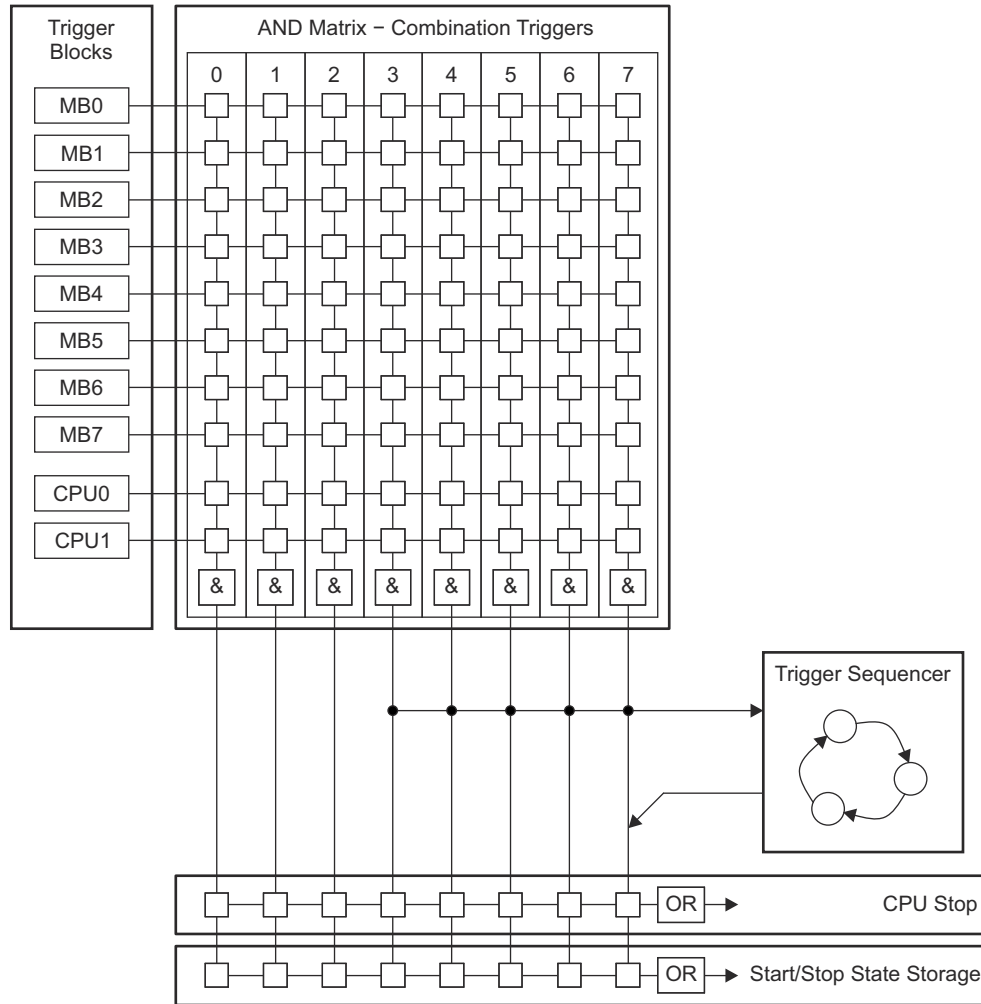 Trigger
Blocks
AND Matrix − Combination Triggers
0 1 2 3 4 5 6 7
MB0
MB1
MB2
MB3
MB4
MB5
MB6
MB7
CPU0
CPU1
& & & & & & & &
Trigger Sequencer
OR CPU Stop
OR Start/Stop State Storage